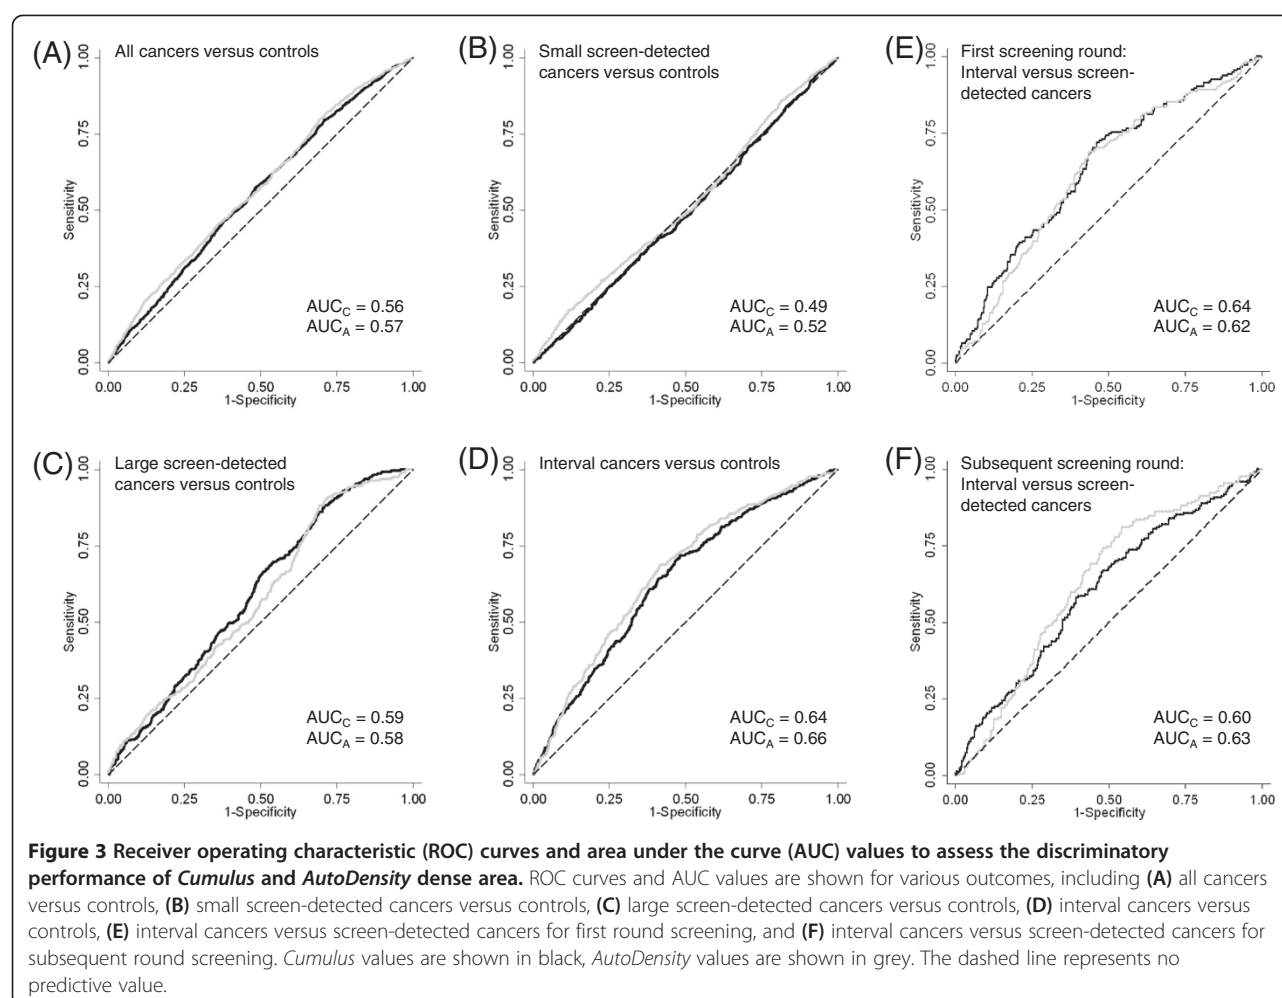 (A) All cancers versus controls
1.00
0.75
0.50
0.25
0.00
Sensitivity
AUCC = 0.56
AUCA = 0.57
0.00 0.25 0.50 0.75 1.00
1-Specificity
(B) Small screen-detected
cancers versus controls
1.00
0.75
0.50
0.25
0.00
Sensitivity
AUCC = 0.49
AUCA = 0.52
0.00 0.25 0.50 0.75 1.00
1-Specificity
(E) First screening round:
Interval versus screen-
detected cancers
1.00
0.75
0.50
0.25
0.00
Sensitivity
AUCC = 0.64
AUCA = 0.62
0.00 0.25 0.50 0.75 1.00
1-Specificity
(C) Large screen-detected
cancers versus controls
1.00
0.75
0.50
0.25
0.00
Sensitivity
AUCC = 0.59
AUCA = 0.58
0.00 0.25 0.50 0.75 1.00
1-Specificity
(D) Interval cancers versus controls
1.00
0.75
0.50
0.25
0.00
Sensitivity
AUCC = 0.64
AUCA = 0.66
0.00 0.25 0.50 0.75 1.00
1-Specificity
(F) Subsequent screening round:
Interval versus screen-
detected cancers
1.00
0.75
0.50
0.25
0.00
Sensitivity
AUCC = 0.60
AUCA = 0.63
0.00 0.25 0.50 0.75 1.00
1-Specificity
Figure 3 Receiver operating characteristic (ROC) curves and area under the curve (AUC) values to assess the discriminatory
performance of Cumulus and AutoDensity dense area. ROC curves and AUC values are shown for various outcomes, including (A) all cancers
versus controls, (B) small screen-detected cancers versus controls, (C) large screen-detected cancers versus controls, (D) interval cancers versus
controls, (E) interval cancers versus screen-detected cancers for first round screening, and (F) interval cancers versus screen-detected cancers for
subsequent round screening. Cumulus values are shown in black, AutoDensity values are shown in grey. The dashed line represents no
predictive value.